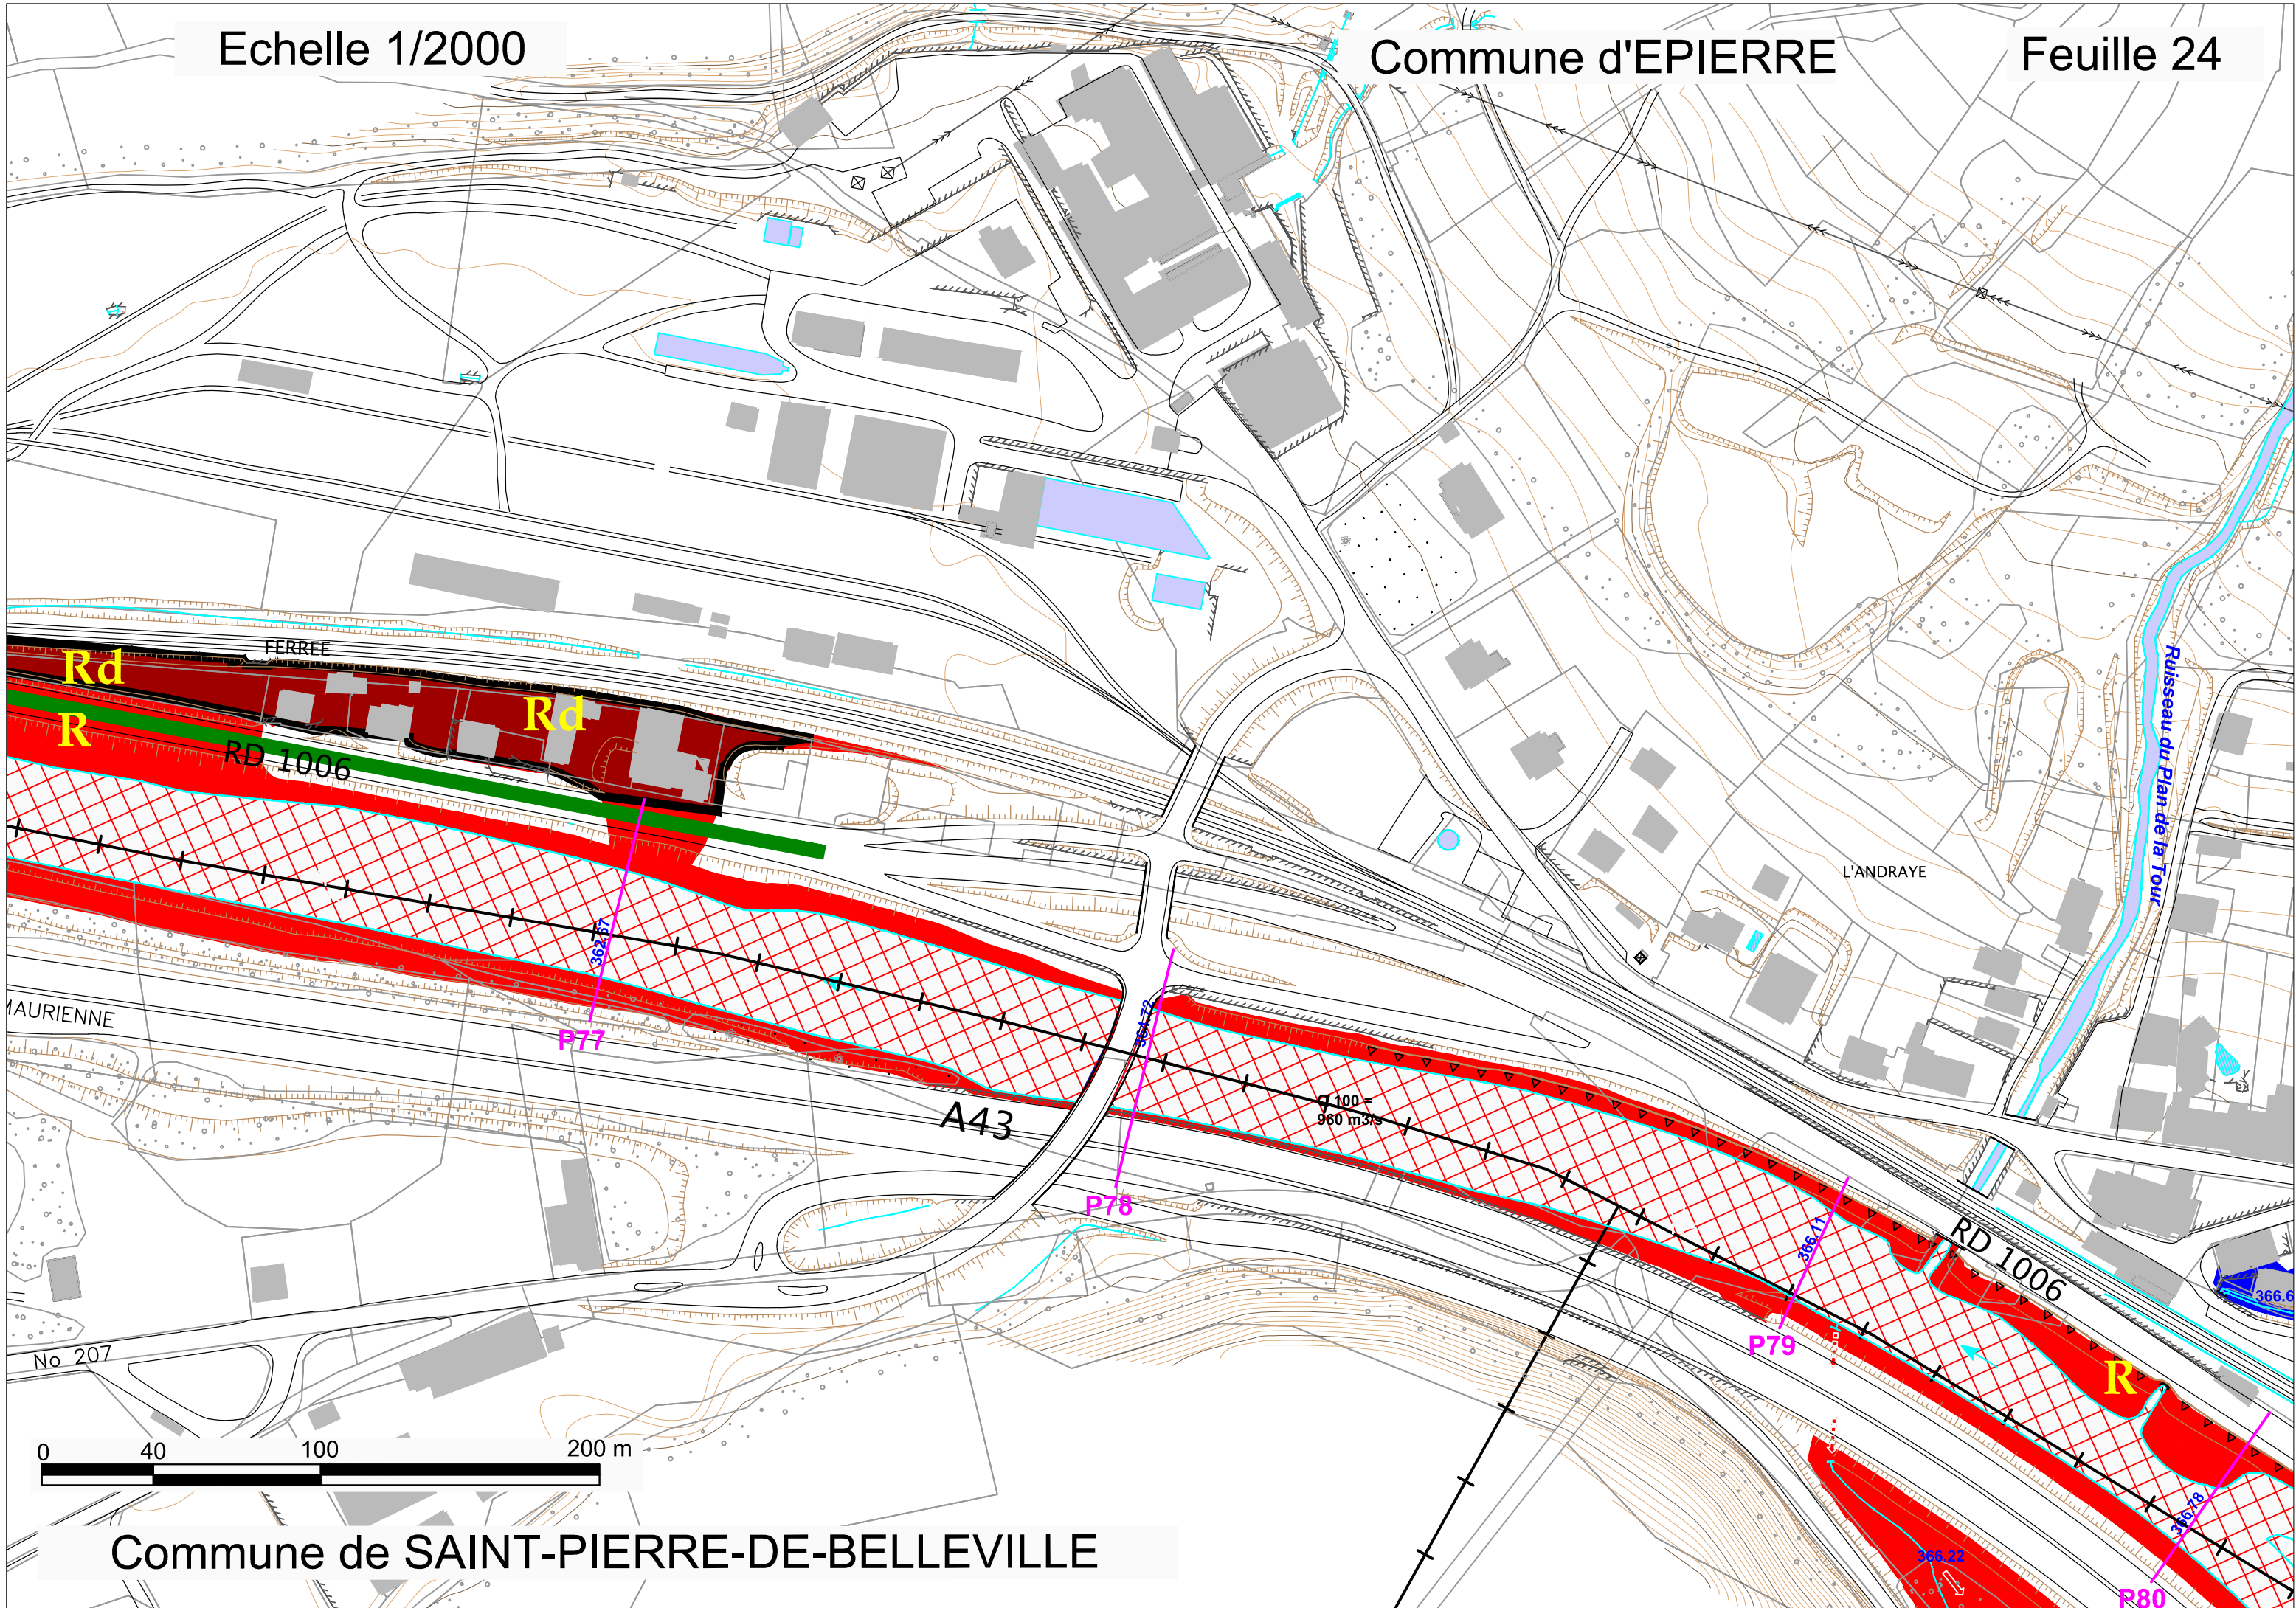 Echelle 1/2000
Commune d'EPIERRE
Feuille 24
Ruisseau du Plan de la Tour
FERREE
Rd
Rd
R
RD 1006
L'ANDRAYE
362.67
MAURIENNE
P77
364.72
A43
Q 100 =
960 m3/s
P78
366.11
RD 1006
366.6
No 207
P79
R
0 40 100 200 m
366.78
366.22
Commune de SAINT-PIERRE-DE-BELLEVILLE
P80